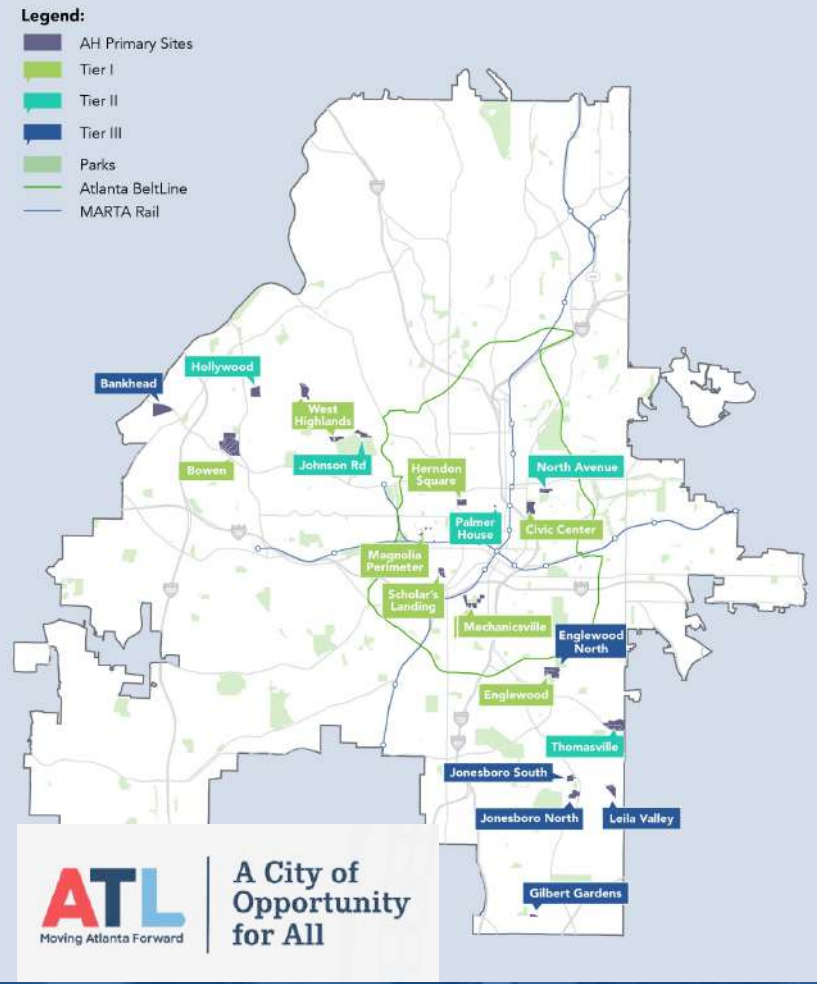 Legend:
AH Primary Sites
Tier I
Tier II
Tier III
Parks
Atlanta BeltLine
MARTA Rail
Hollywood
Bankhead
West
Highlands
Bowen
Johnson Rd
Herndon
Square
North Avenue
Palmer
House
Civic Center
Magnolia
Perimeter
Scholar's
Landing
Mechanicsville
Englewood
North
Englewood
Thomasville
Jonesboro South
Jonesboro North
Leila Valley
Gilbert Gardens
ATL
Moving Atlanta Forward
A City of
Opportunity
for All